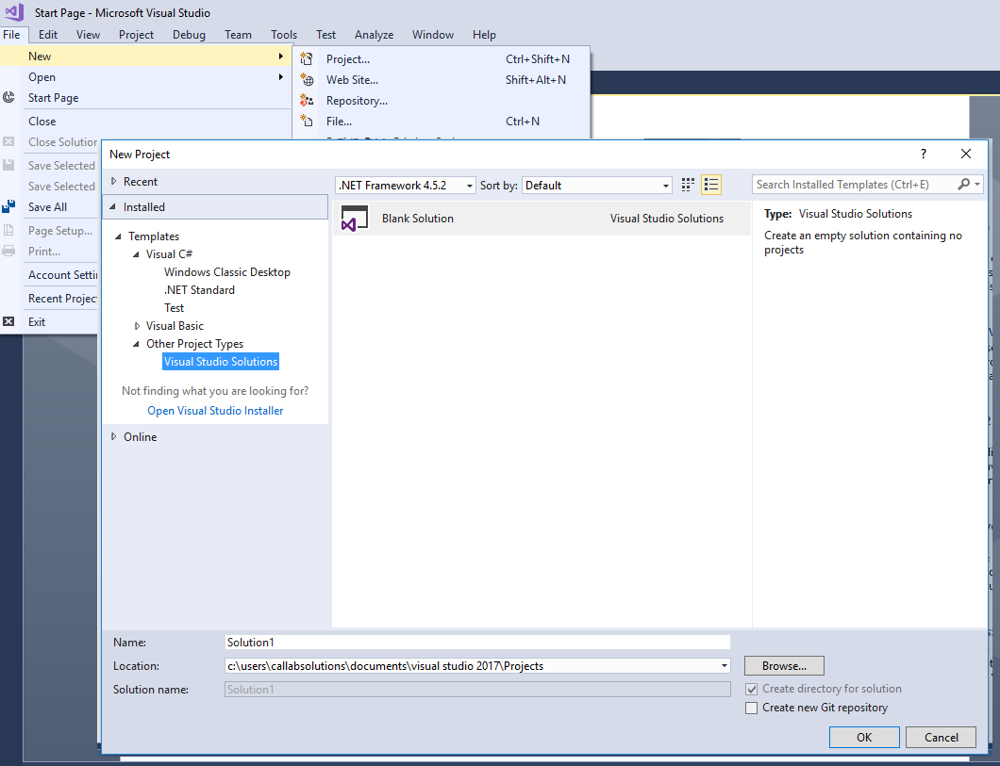 Start Page - Microsoft Visual Studio
File Edit View Project Debug Team Tools Test Analyze Window Help
New
Open
Start Page
Close
Close Solution
Save Selected
Save Selected
Save All
Page Setup...
Print...
Account Setti
Recent Projec
Exit
Project... Ctrl+Shift+N
Web Site... Shift+Alt+N
Repository...
File... Ctrl+N
New Project ?
Recent
Installed
Templates
Visual C#
Windows Classic Desktop
.NET Standard
Test
Visual Basic
Other Project Types
Visual Studio Solutions
Not finding what you are looking for?
Open Visual Studio Installer
Online
.NET Framework 4.5.2 Sort by: Default
Blank Solution Visual Studio Solutions
Search Installed Templates (Ctrl+E)
Type: Visual Studio Solutions
Create an empty solution containing no
projects
Name: Solution1
Location: c:\users\callabsolutions\documents\visual studio 2017\Projects Browse...
Solution name: Solution1
Create directory for solution
Create new Git repository
OK Cancel